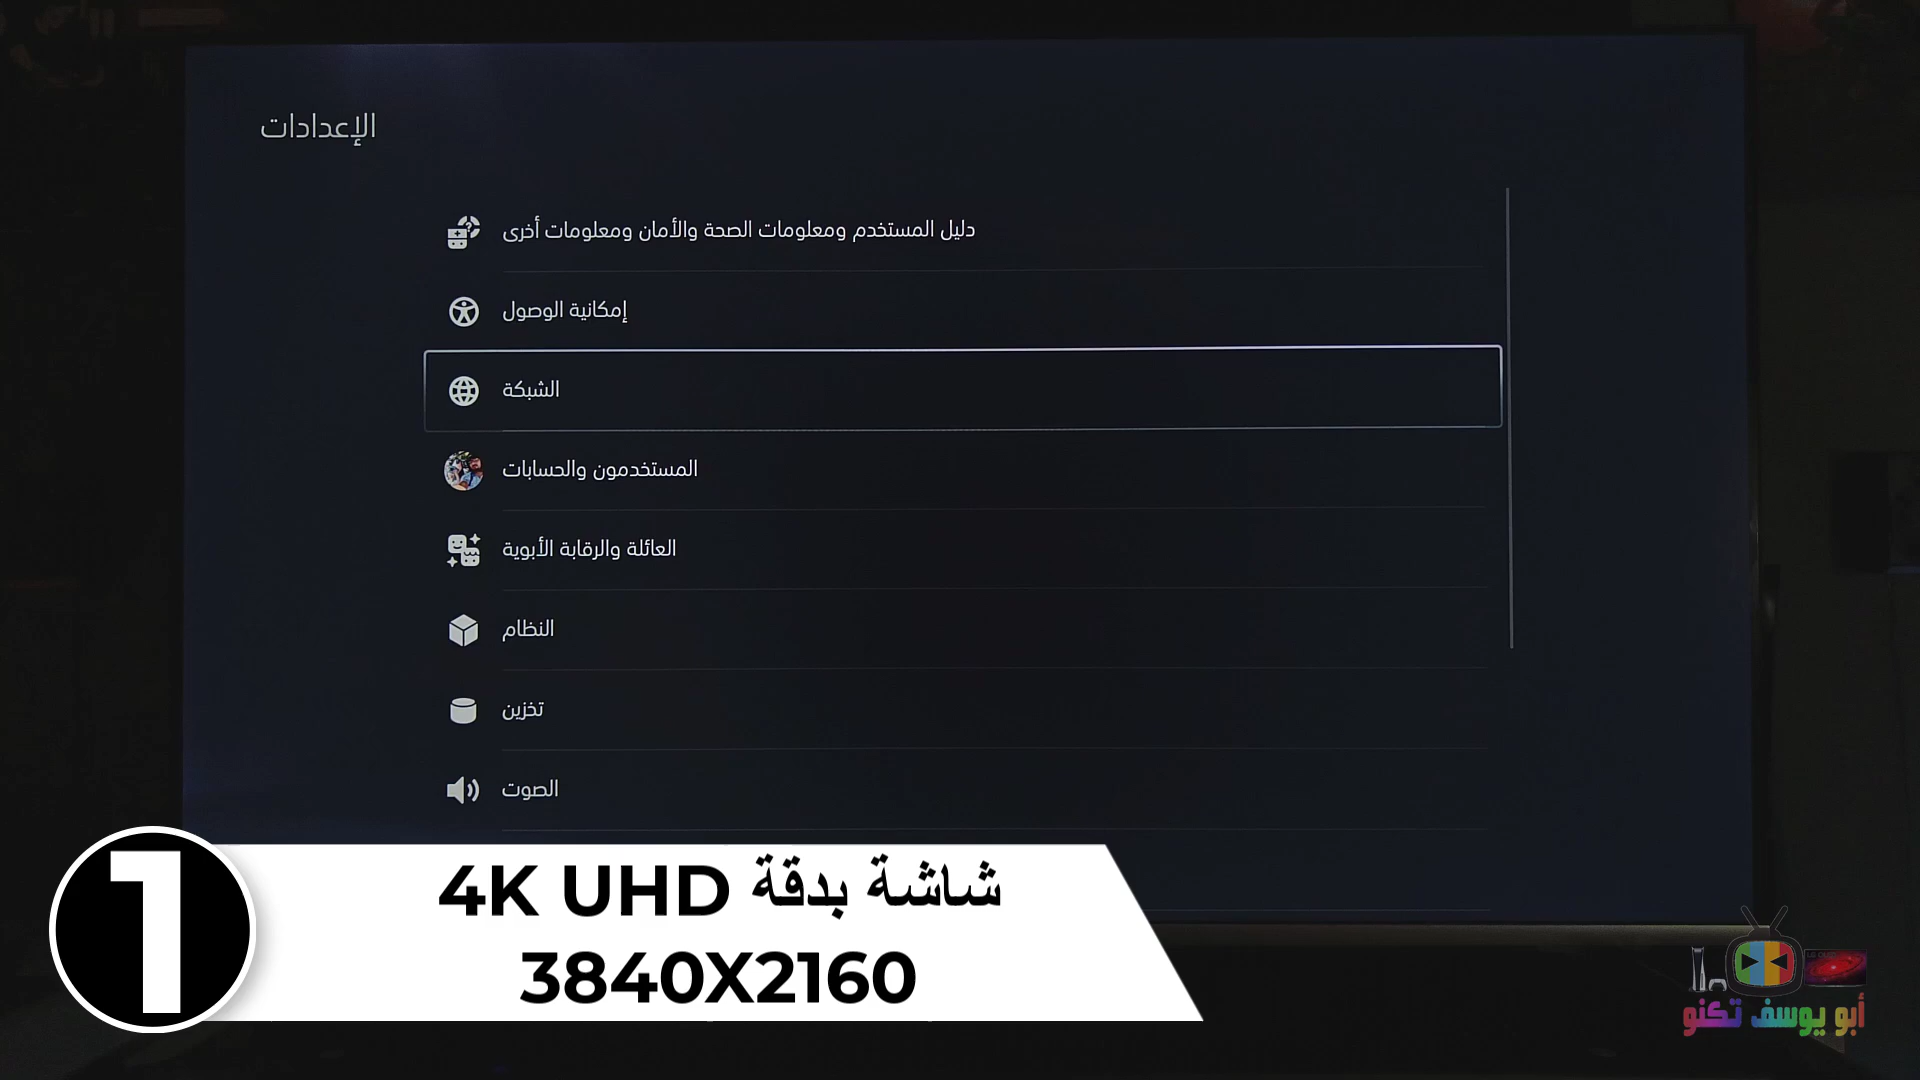 الإعدادات
دليل المستخدم ومعلومات الصحة والأمان ومعلومات أخرى
إمكانية الوصول
الشبكة
المستخدمون والحسابات
العائلة والرقابة الأبوية
النظام
تخزين
الصوت
1
شاشة بدقة 4K UHD
3840X2160
أبو يوسف تكنو